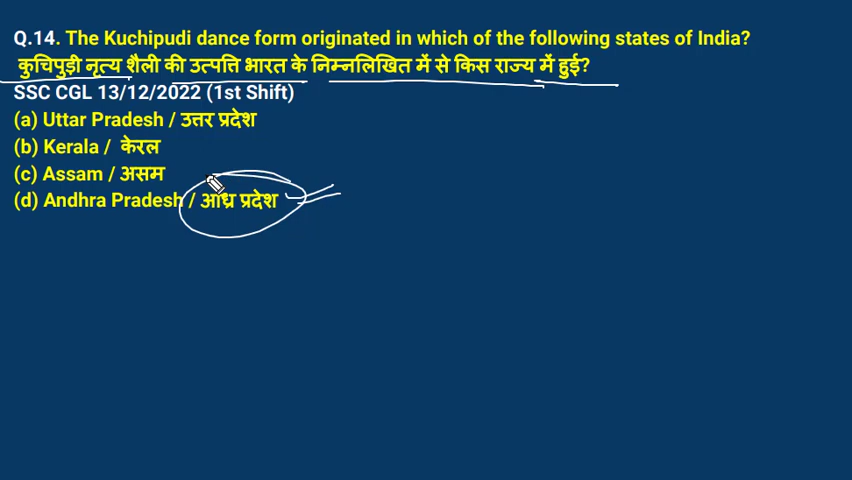 Q.14. The Kuchipudi dance form originated in which of the following states of India?
कुचिपुड़ी नृत्य शैली की उत्पत्ति भारत के निम्नलिखित में से किस राज्य में हुई?
SSC CGL 13/12/2022 (1st Shift)
(a) Uttar Pradesh / उत्तर प्रदेश
(b) Kerala / केरल
(c) Assam / असम
(d) Andhra Pradesh / आंध्र प्रदेश